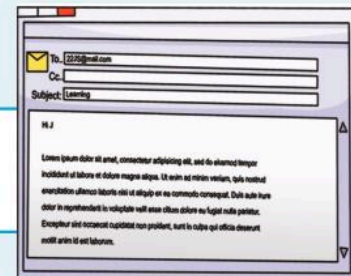 To.. 22JS@mail.com
Cc..
Subject: Learning
Hi J
Lorem ipsum dolor sit amet, consectetur adipisicing elit, sed do eiusmod tempor
incididunt ut labore et dolore magna aliqua. Ut enim ad minim veniam, quis nostrud
exercitation ullamco laboris nisi ut aliquip ex ea commodo consequat. Duis aute irure
dolor in reprehenderit in voluptate velit esse cillum dolore eu fugiat nulla pariatur.
Excepteur sint occaecat cupidatat non proident, sunt in culpa qui officia deserunt
mollit anim id est laborum.